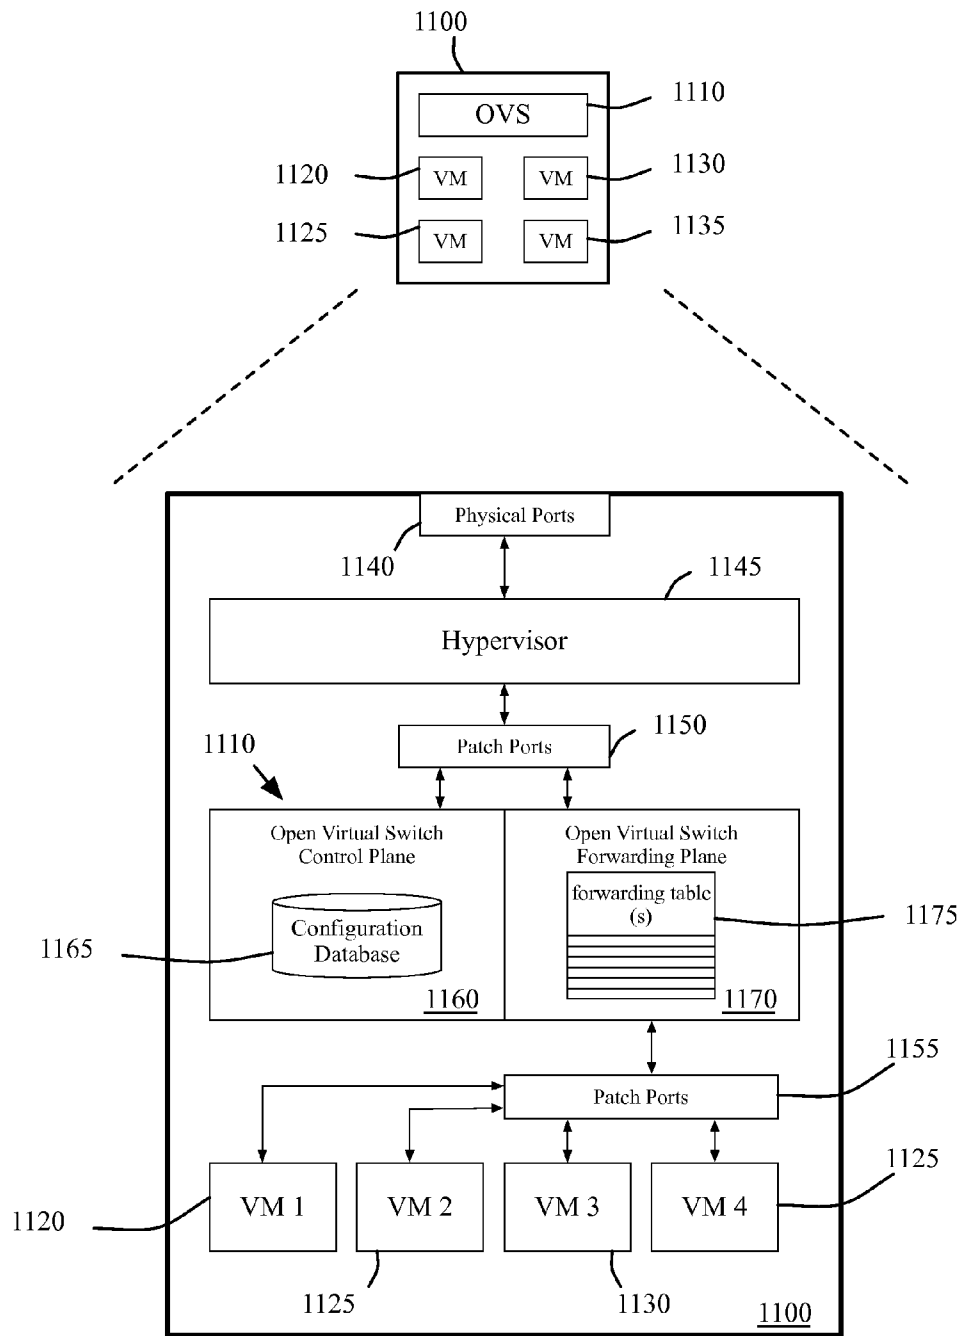 1100
OVS
1110
1120
VM
VM
1130
1125
VM
VM
1135
Physical Ports
1140
1145
Hypervisor
1150
Patch Ports
1110
Open Virtual Switch
Control Plane
Open Virtual Switch
Forwarding Plane
Configuration
Database
forwarding table
(s)
1175
1165
1160
1170
1155
Patch Ports
1125
VM 1
VM 2
VM 3
VM 4
1120
1125
1130
1100